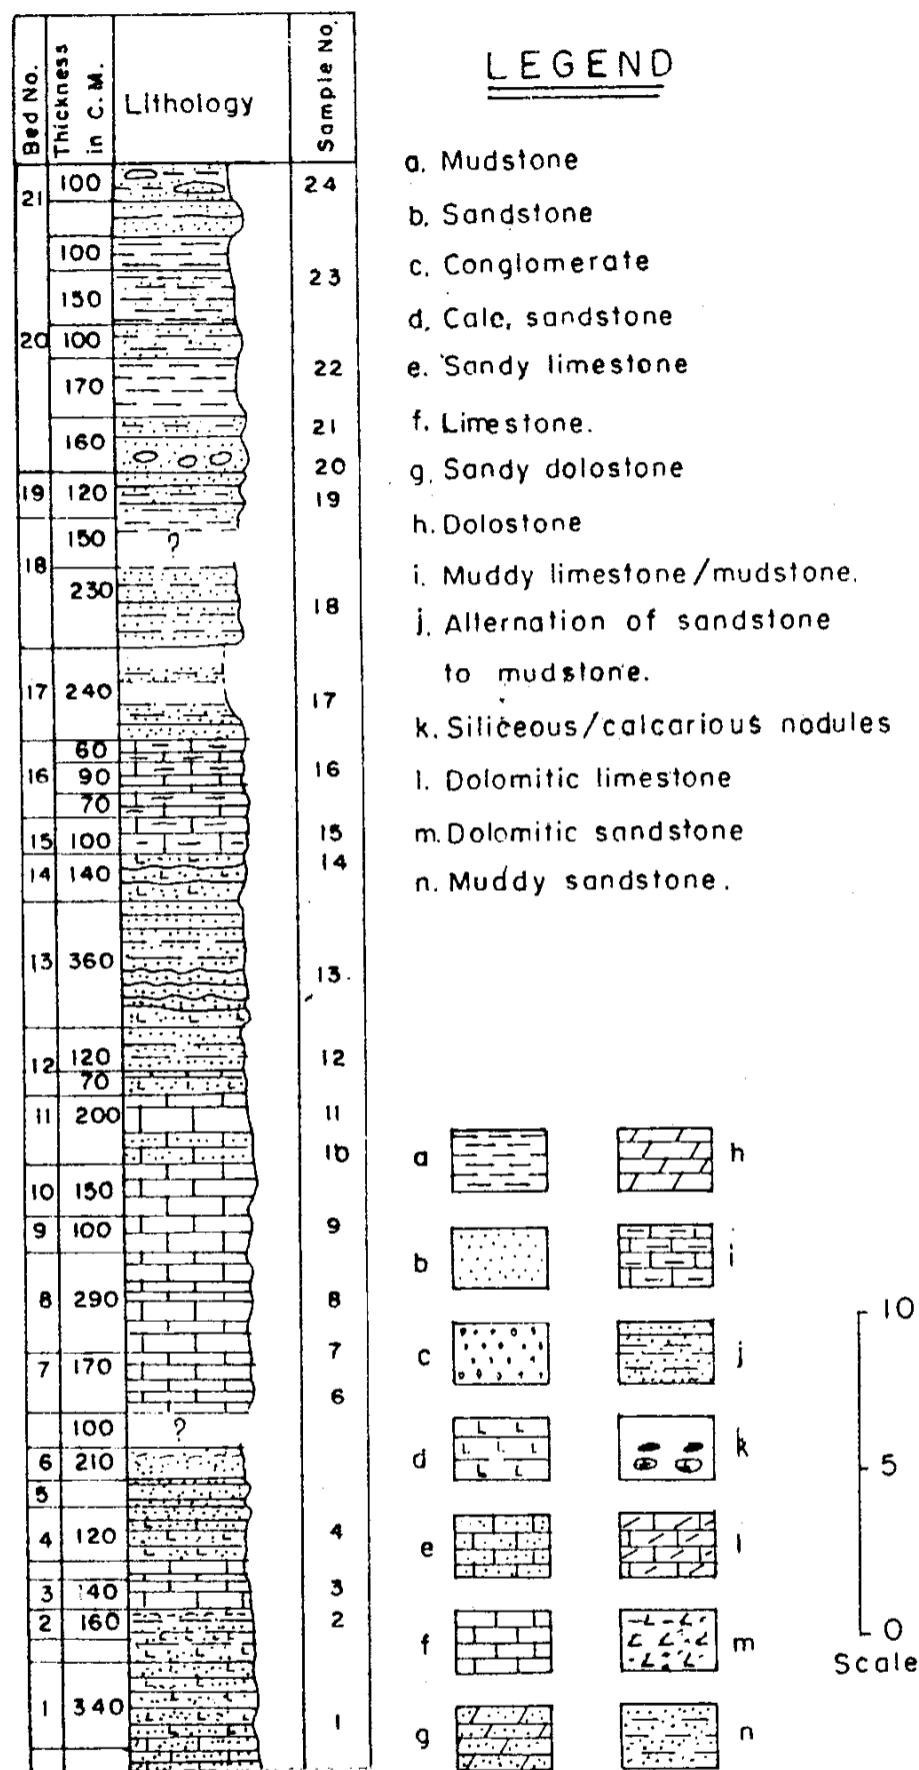 Bed No.
Thickness in C.M.
Lithology
Sample No.
21 100 24
100
23
150
20 100
22
170
21
160
20
19 120 19
150 ?
18
230
18
17 240 17
60
16 90 16
70
15
15 100
14
14 140
13 360 13.
12 120 12
70
11 200 11
10
10 150
9 100 9
8 290 8
7
7 170
6
100 ?
6 210
5
4 120 4
3 140 3
2 160 2
1 340 1
LEGEND
a. Mudstone
b. Sandstone
c. Conglomerate
d. Calc, sandstone
e. Sandy limestone
f. Limestone.
g. Sandy dolostone
h. Dolostone
i. Muddy limestone/mudstone.
j. Alternation of sandstone
to mudstone.
k. Siliceous/calcarious nodules
l. Dolomitic limestone
m. Dolomitic sandstone
n. Muddy sandstone.
a h
b i
c j
d k
e l
f m
g n
10
5
0
Scale